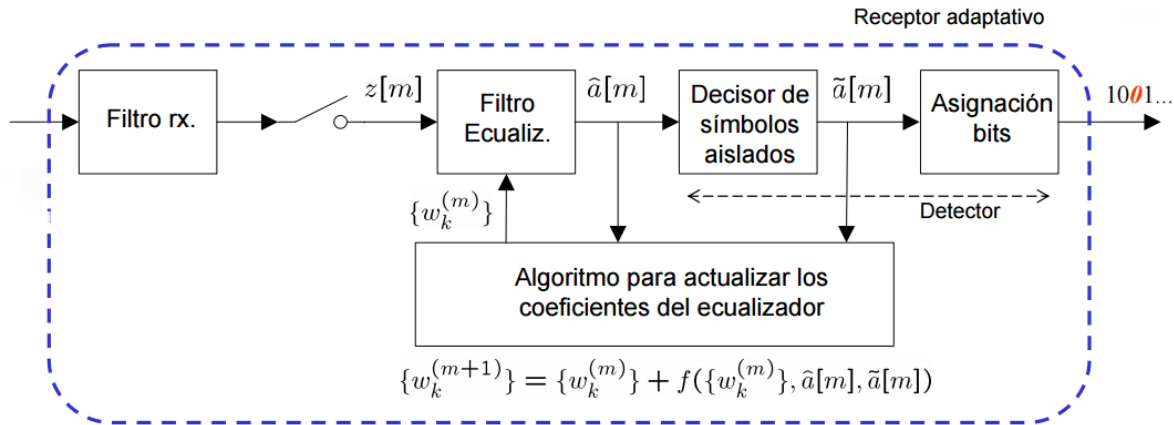 Receptor adaptativo
Filtro rx.
z[m]
Filtro
Ecualiz.
â[m]
Decisor de
símbolos
aislados
ã[m]
Asignación
bits
1001...
{w_k^{(m)}}
Detector
Algoritmo para actualizar los
coeficientes del ecualizador
{w_k^{(m+1)}} = {w_k^{(m)}} + f({w_k^{(m)}}, â[m], ã[m])